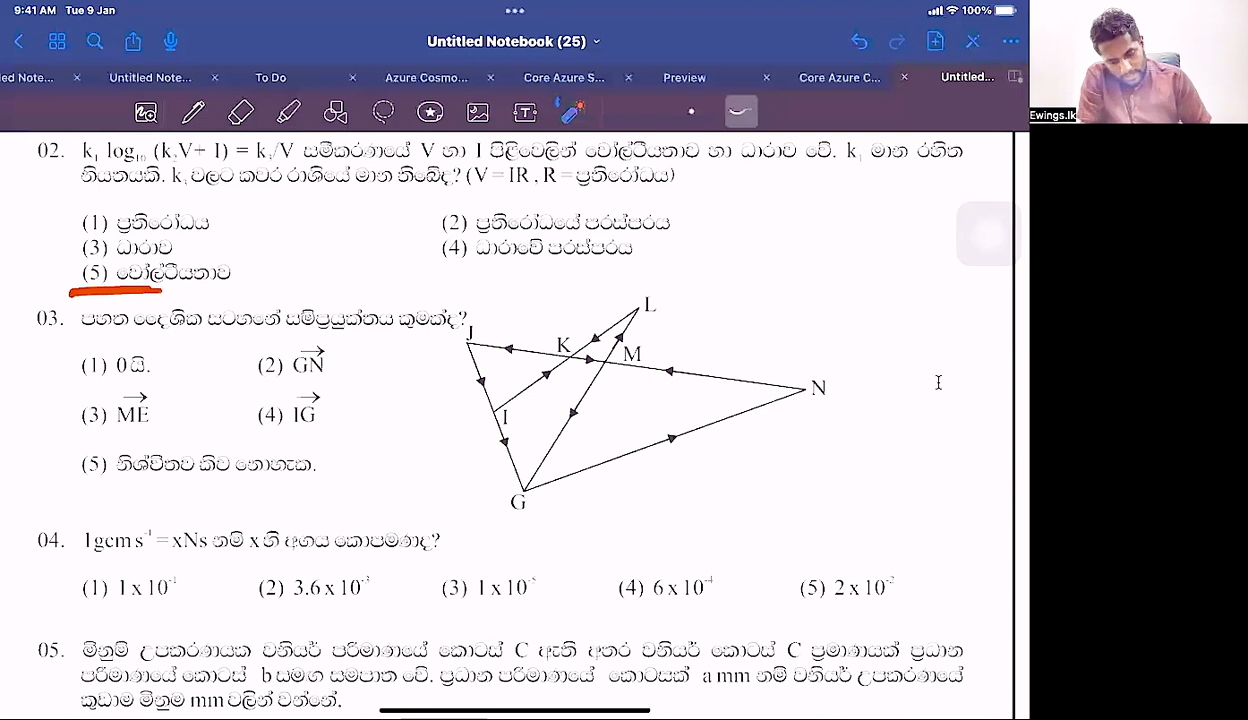 9:41 AM Tue 9 Jan
100%
Untitled Notebook (25)
led Note...
Untitled Note...
To Do
Azure Cosmo...
Core Azure S...
Preview
Core Azure C...
Untitled...
Ewings.lk
02. k₁ log₁₀ (k₂V+ I) = k₃/V සමීකරණයේ V හා I පිළිවෙලින් වෝල්ටීයතාව හා ධාරාව වේ. k₁ මාන රහිත
නියතයකි. k₃ වලට කවර රාශියේ මාන තිබේද? (V = IR , R = ප්‍රතිරෝධය)
(1) ප්‍රතිරෝධය
(2) ප්‍රතිරෝධයේ පරස්පරය
(3) ධාරාව
(4) ධාරාවේ පරස්පරය
(5) වෝල්ටීයතාව
03. පහත දෛශික සටහනේ සම්ප්‍රයුක්තය කුමක්ද?
(1) 0 යි.
(2) GN
(3) ME
(4) IG
(5) නිශ්චිතව කිව නොහැක.
J
K
L
M
N
I
G
04. 1gcm s⁻¹ = xNs නම් x හි අගය කොපමණද?
(1) 1 x 10⁻¹
(2) 3.6 x 10⁻³
(3) 1 x 10⁻⁵
(4) 6 x 10⁻⁴
(5) 2 x 10⁻²
05. මිනුම් උපකරණයක වනියර් පරිමාණයේ කොටස් C ඇති අතර වනියර් කොටස් C ප්‍රමාණයක් ප්‍රධාන
පරිමාණයේ කොටස් b සමඟ සමපාත වේ. ප්‍රධාන පරිමාණයේ කොටසක් a mm නම් වනියර් උපකරණයේ
කුඩාම මිනුම mm වලින් වන්නේ.